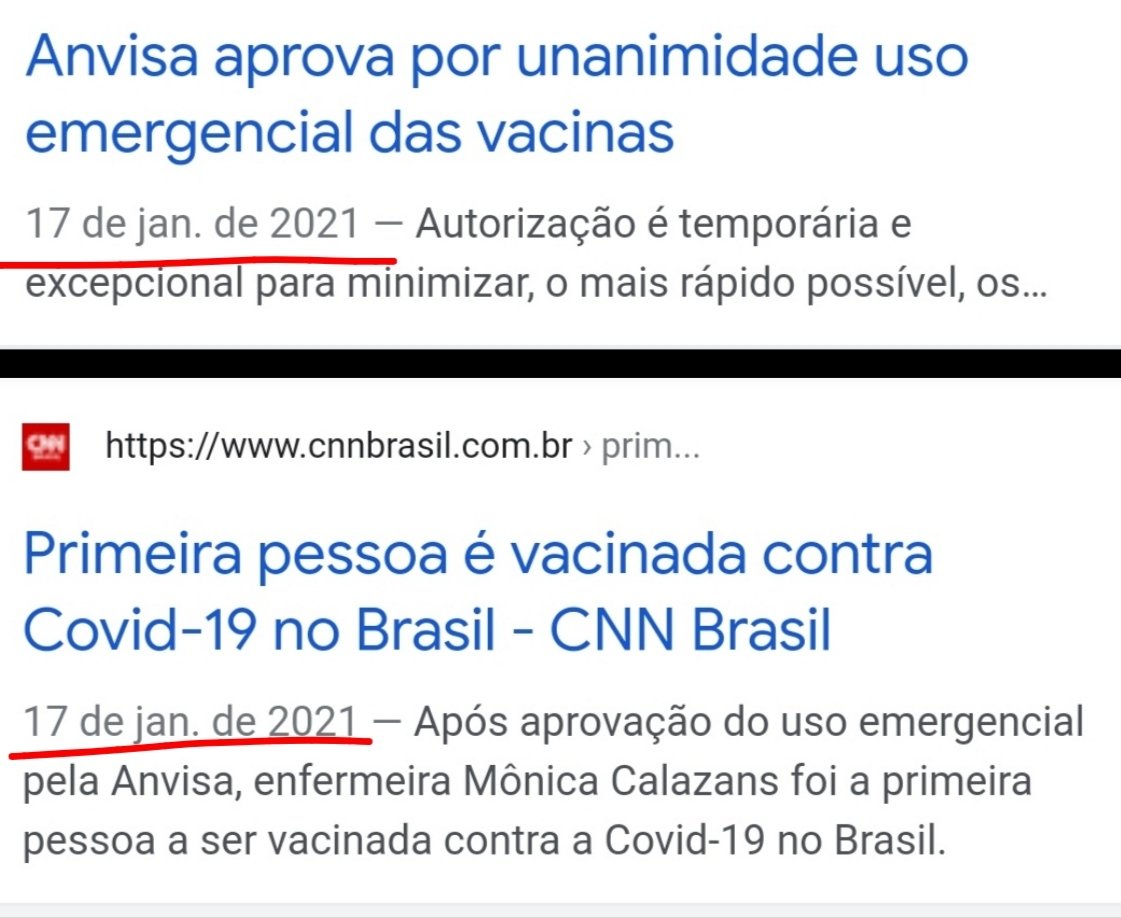 Anvisa aprova por unanimidade uso
emergencial das vacinas
17 de jan. de 2021 — Autorização é temporária e
excepcional para minimizar, o mais rápido possível, os...
CNN
https://www.cnnbrasil.com.br › prim...
Primeira pessoa é vacinada contra
Covid-19 no Brasil - CNN Brasil
17 de jan. de 2021 — Após aprovação do uso emergencial
pela Anvisa, enfermeira Mônica Calazans foi a primeira
pessoa a ser vacinada contra a Covid-19 no Brasil.